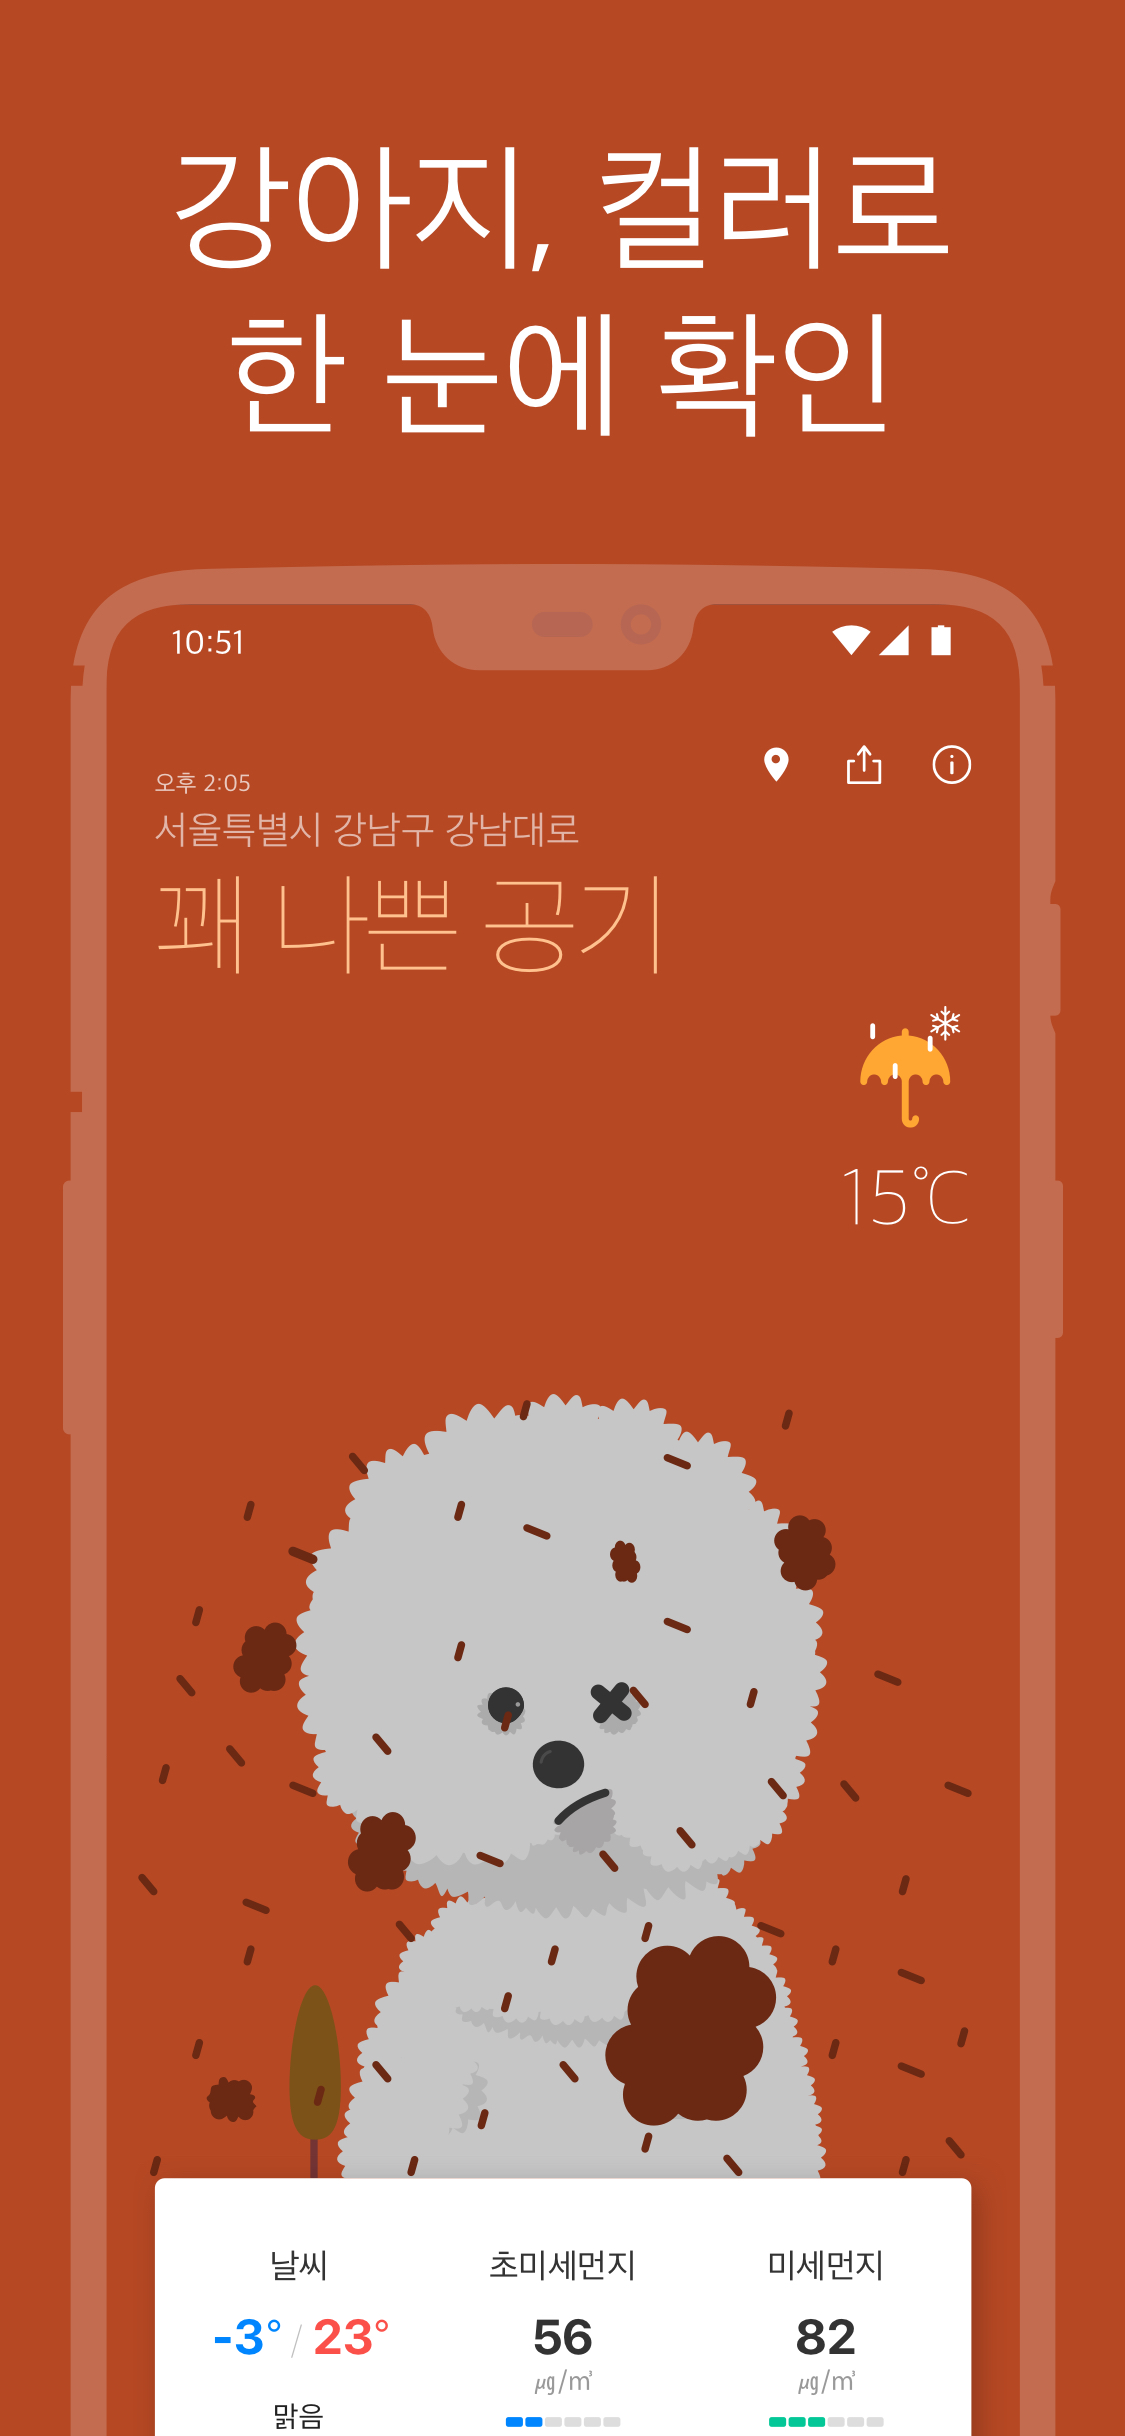 강아지, 컬러로
한 눈에 확인
10:51
오후 2:05
서울특별시 강남구 강남대로
꽤 나쁜 공기
15°C
날씨 초미세먼지 미세먼지
-3° / 23° 56 82
㎍/㎥ ㎍/㎥
맑음